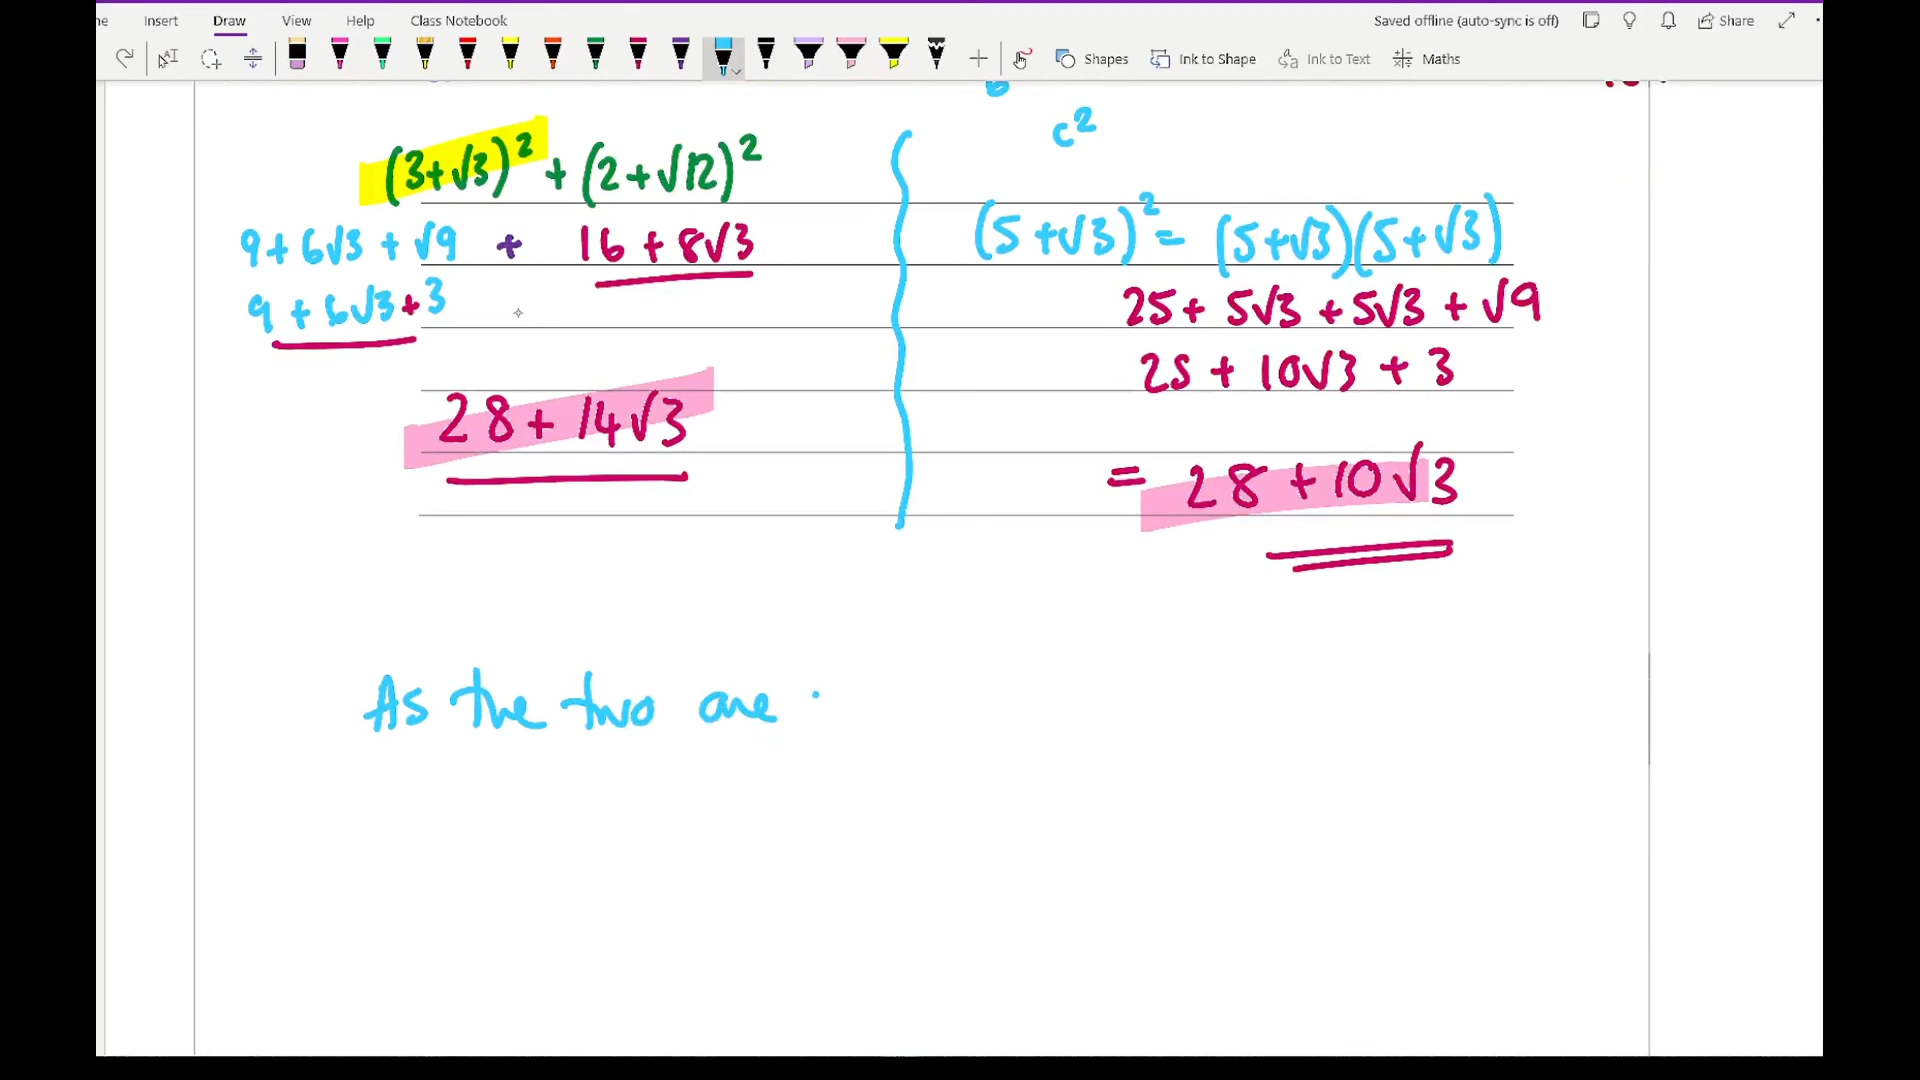 Insert Draw View Help Class Notebook Saved offline (auto-sync is off) Share
Shapes Ink to Shape Ink to Text Maths
c²
(3+√3)² + (2+√12)²
9+6√3+√9 + 16+8√3
9+6√3+3
28+14√3
(5+√3)² = (5+√3)(5+√3)
25+5√3+5√3+√9
25+10√3+3
= 28+10√3
As the two are